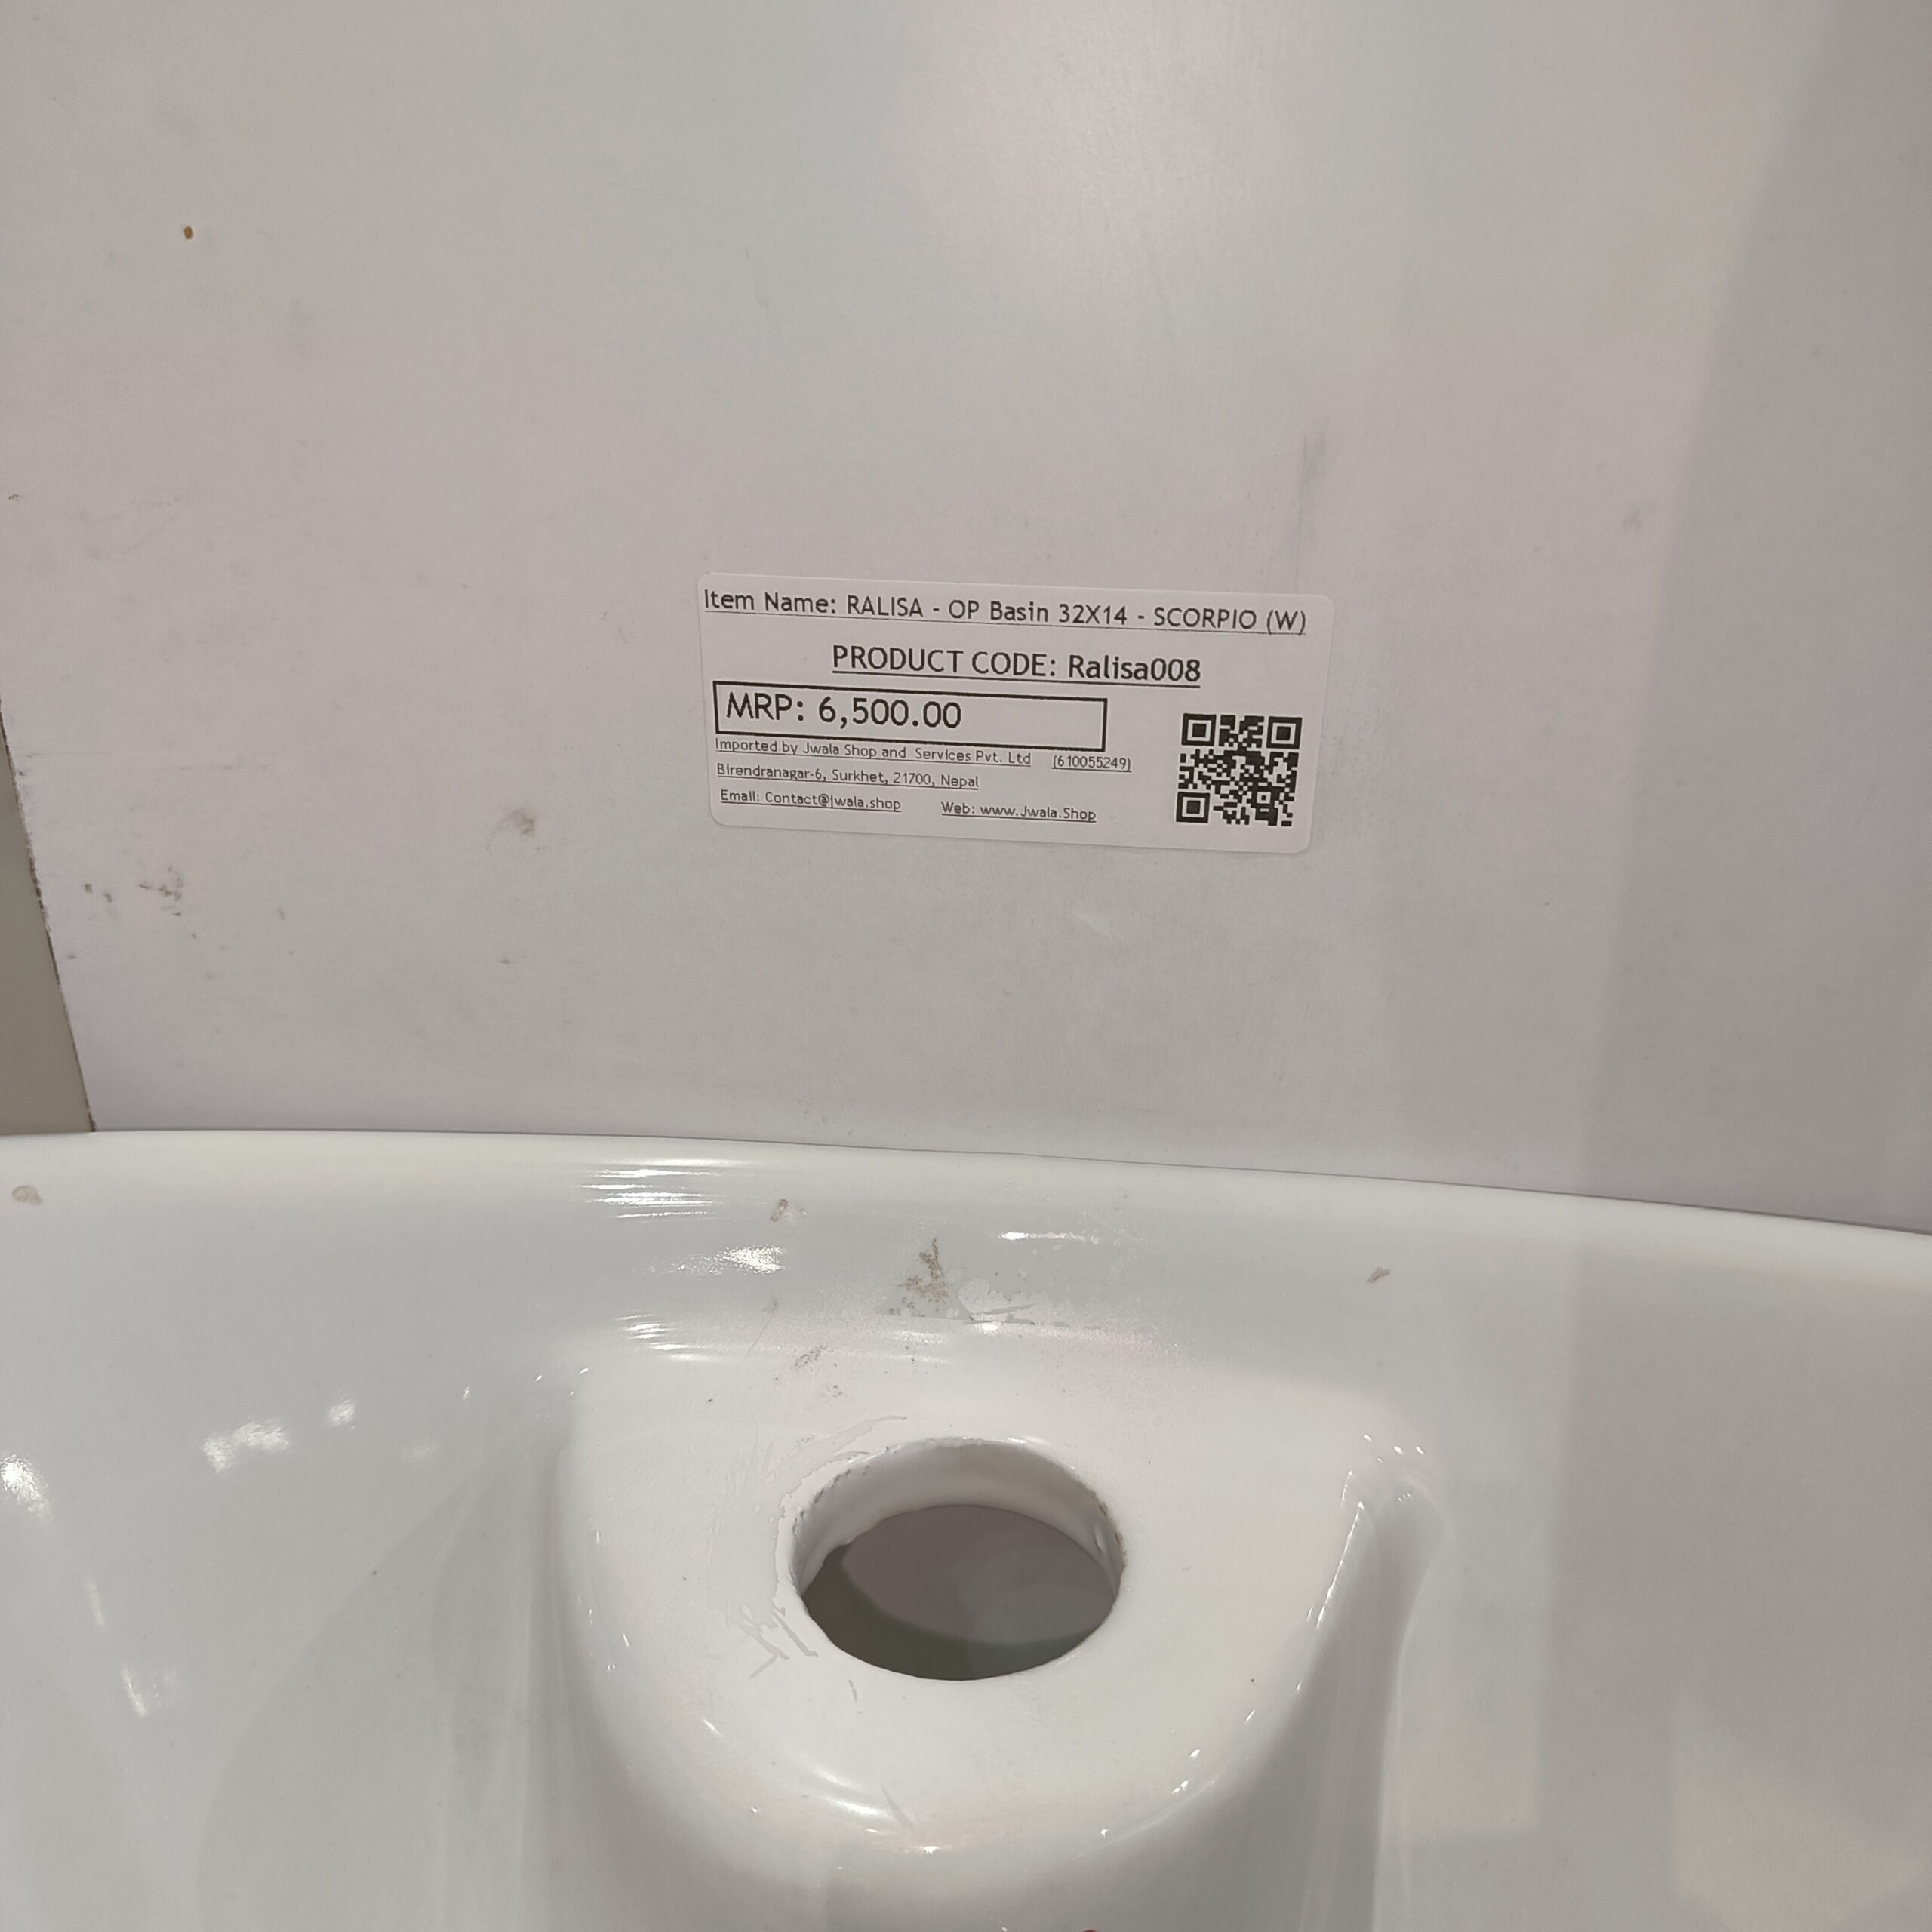 Item Name: RALISA - OP Basin 32X14 - SCORPIO (W)
PRODUCT CODE: Ralisa008
MRP: 6,500.00
Imported by Jwala Shop and Services Pvt. Ltd (610055249)
Birendranagar-6, Surkhet, 21700, Nepal
Email: Contact@jwala.shop Web: www.Jwala.Shop